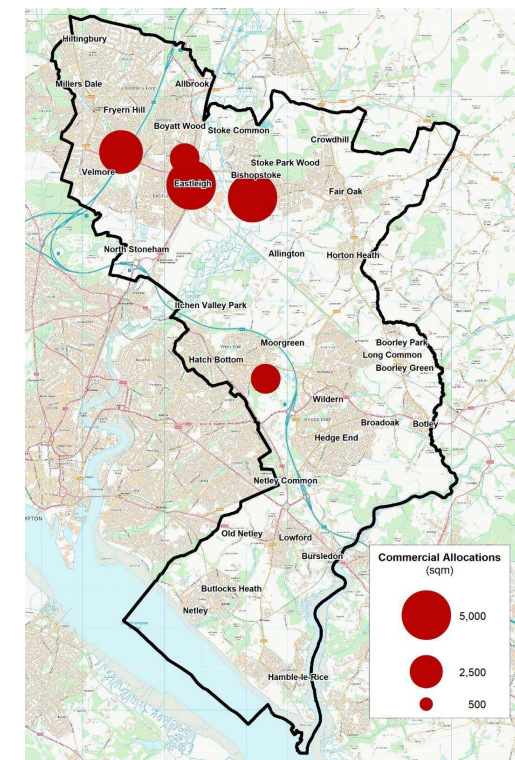 Hiltingbury
Millers Dale
Allbrook
Fryern Hill
Boyatt Wood
Stoke Common
Crowdhill
Stoke Park Wood
Velmore
Bishopstoke
Eastleigh
Fair Oak
North Stoneham
Allington
Horton Heath
Itchen Valley Park
Moorgreen
Boorley Park
Hatch Bottom
Long Common
Boorley Green
Wildern
Broadoak
Botley
HEDGE END
Hedge End
Netley Common
Old Netley
Lowford
Bursledon
Butlocks Heath
Netley
Hamble-le-Rice
Commercial Allocations
(sqm)
5,000
2,500
500